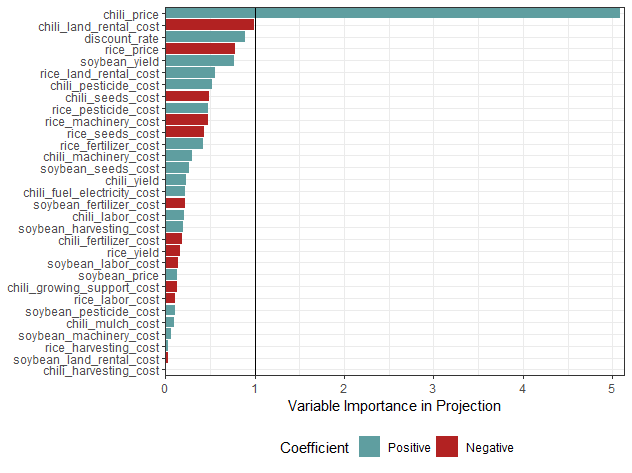 chili_price
chili_land_rental_cost
discount_rate
rice_price
soybean_yield
rice_land_rental_cost
chili_pesticide_cost
chili_seeds_cost
rice_pesticide_cost
rice_machinery_cost
rice_seeds_cost
rice_fertilizer_cost
chili_machinery_cost
soybean_seeds_cost
chili_yield
chili_fuel_electricity_cost
soybean_fertilizer_cost
chili_labor_cost
soybean_harvesting_cost
chili_fertilizer_cost
rice_yield
soybean_labor_cost
soybean_price
chili_growing_support_cost
rice_labor_cost
soybean_pesticide_cost
chili_mulch_cost
soybean_machinery_cost
rice_harvesting_cost
soybean_land_rental_cost
chili_harvesting_cost
0 1 2 3 4 5
Variable Importance in Projection
Coefficient Positive Negative